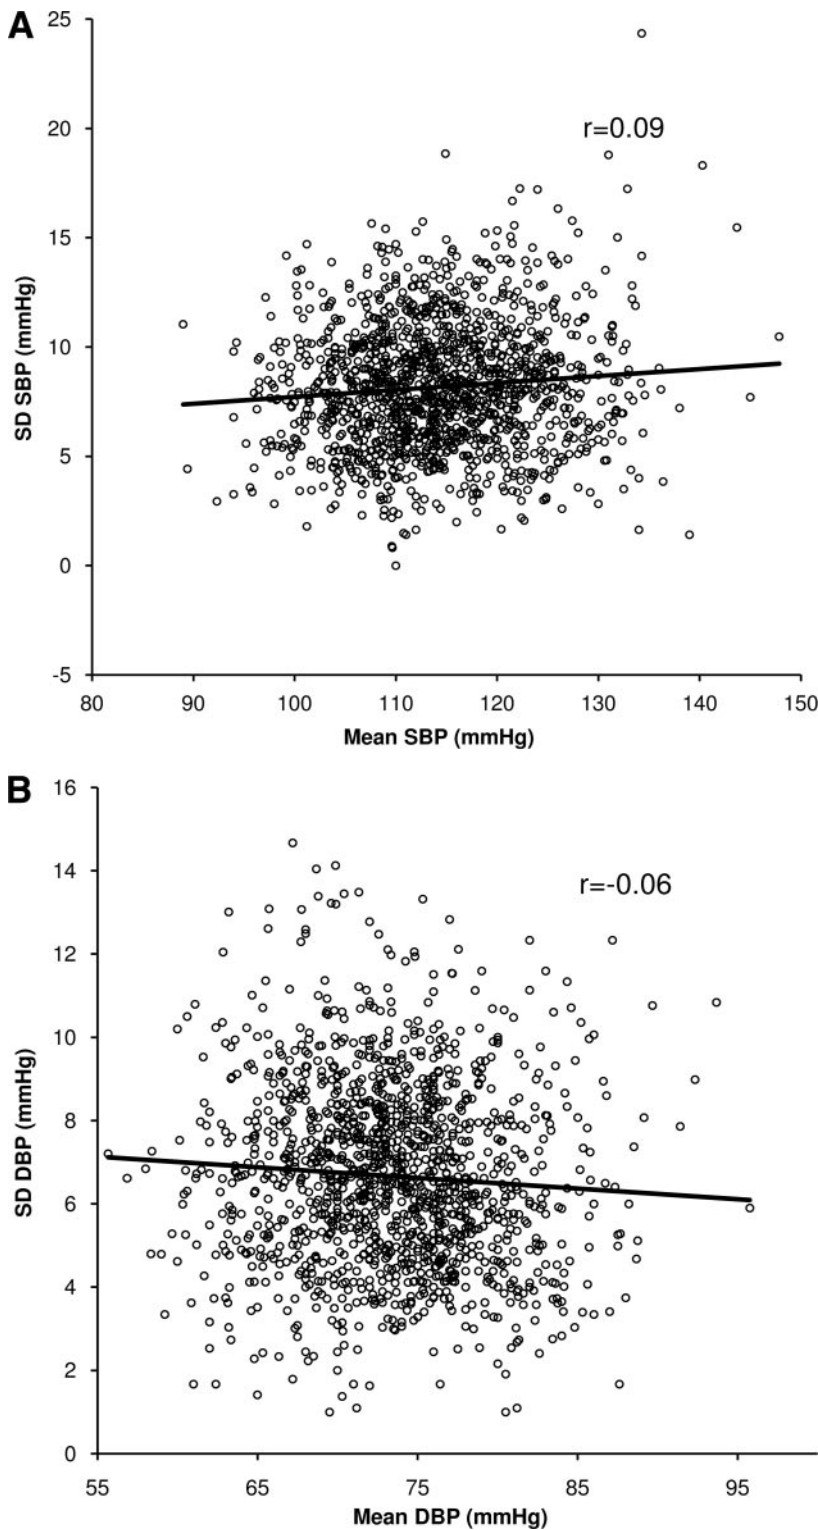 A
25
20
15
10
5
0
-5
r=0.09
SD SBP (mmHg)
80 90 100 110 120 130 140 150
Mean SBP (mmHg)
B
16
14
12
10
8
6
4
2
0
r=-0.06
SD DBP (mmHg)
55 65 75 85 95
Mean DBP (mmHg)